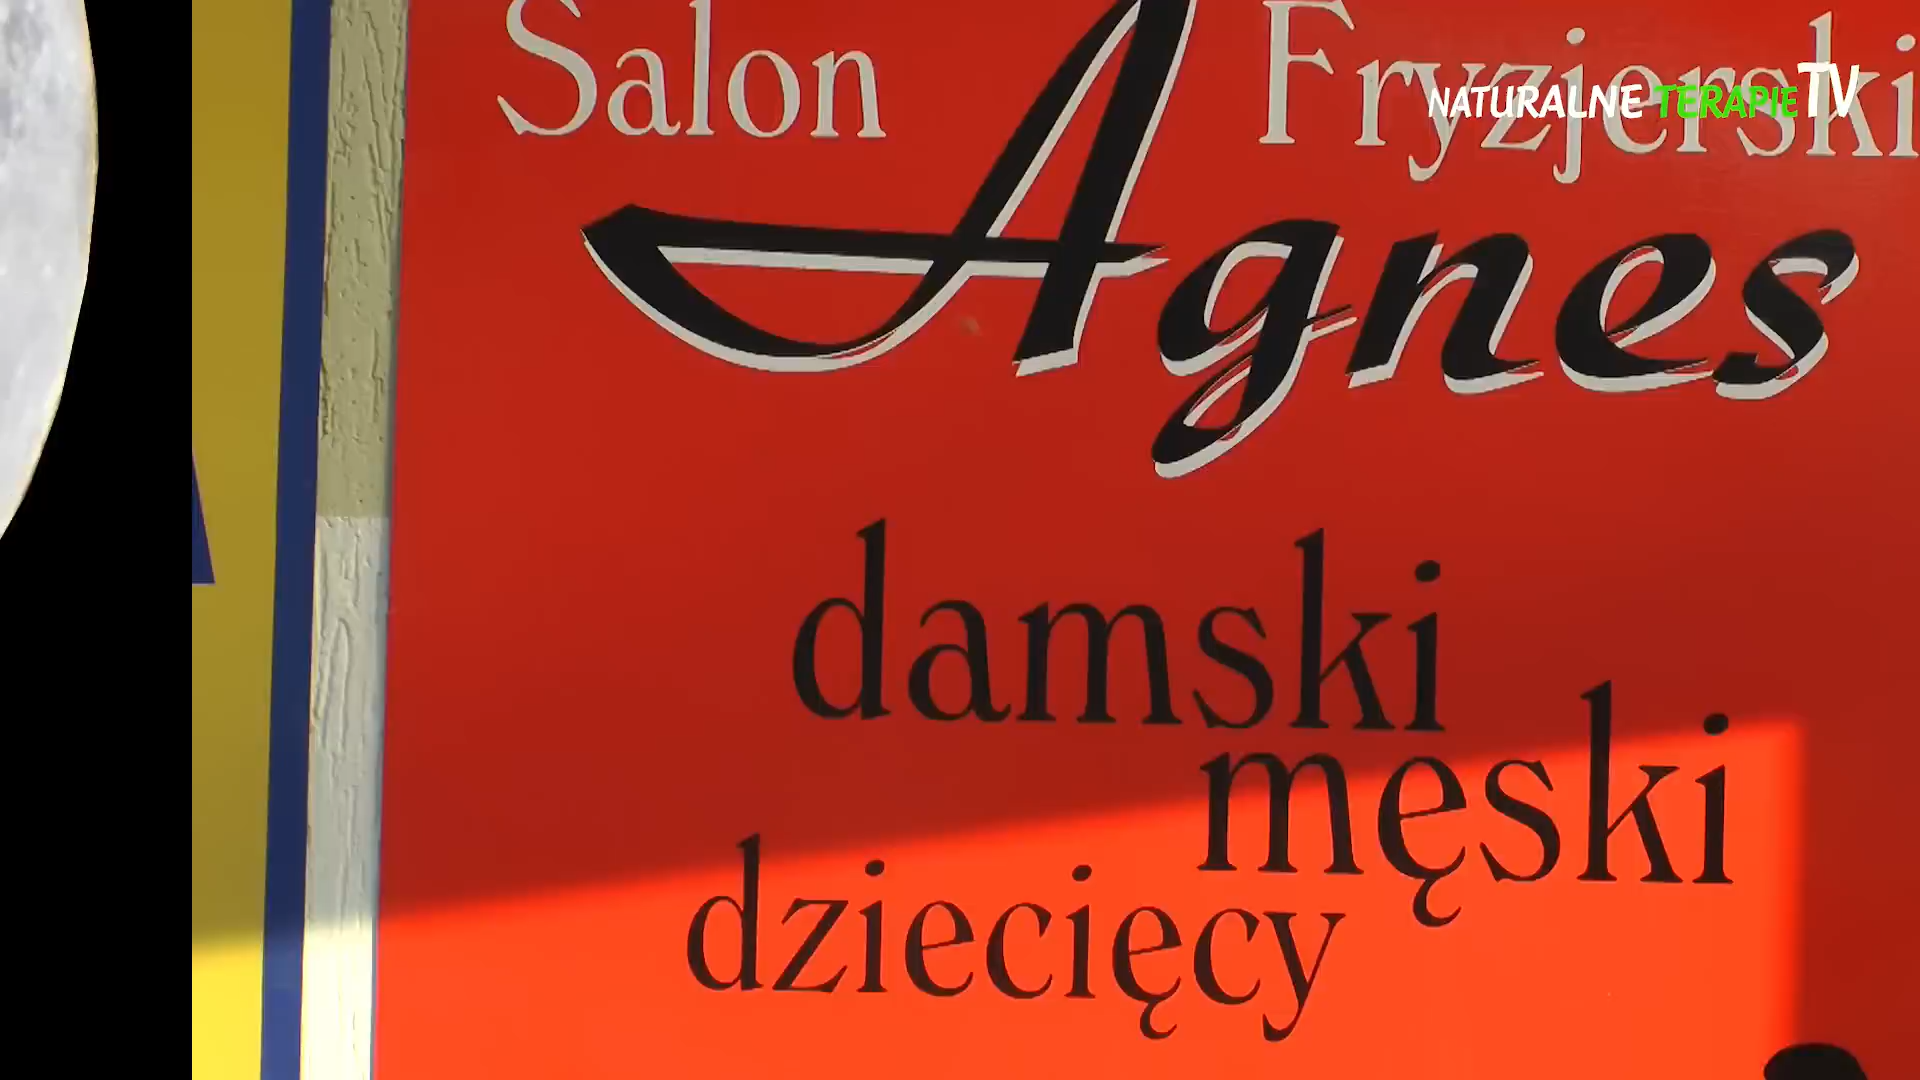 Salon Fryzjerski
NATURALNE TERAPIE TV
Agnes
damski
męski
dziecięcy